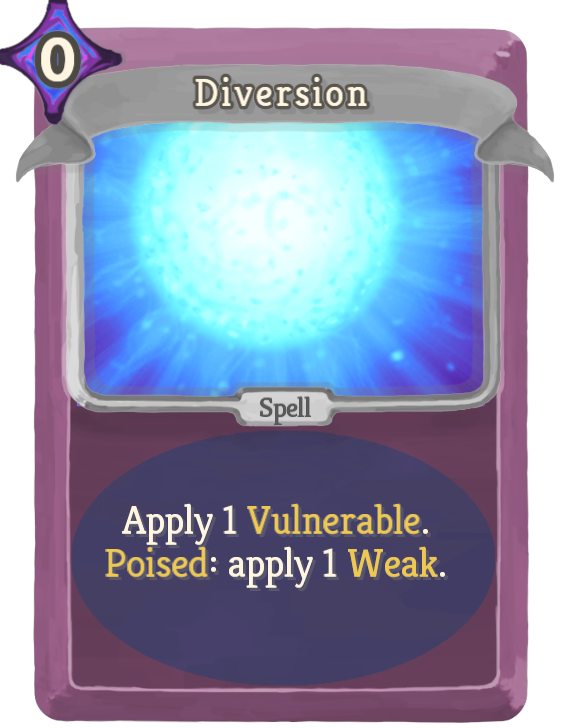 0
Diversion
Spell
Apply 1 Vulnerable.
Poised: apply 1 Weak.